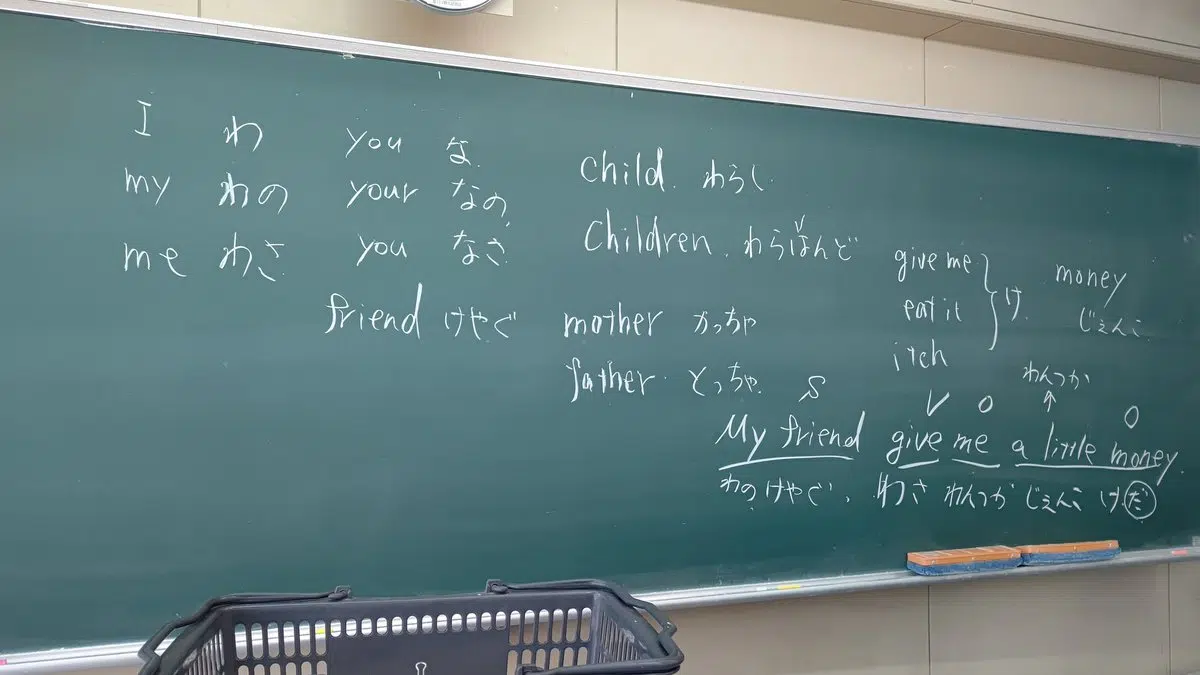 I わ you な.
my わの your なの
me わさ you なさ
child. わらし
children. わらはんど
friend けやぐ mother かっちゃ
father. とっちゃ
give me
eat it
itch
け
money
じぇんこ
わんつか
S V O O
My friend give me a little money.
わのけやぐ、わさ わんつか じぇんこ けだ